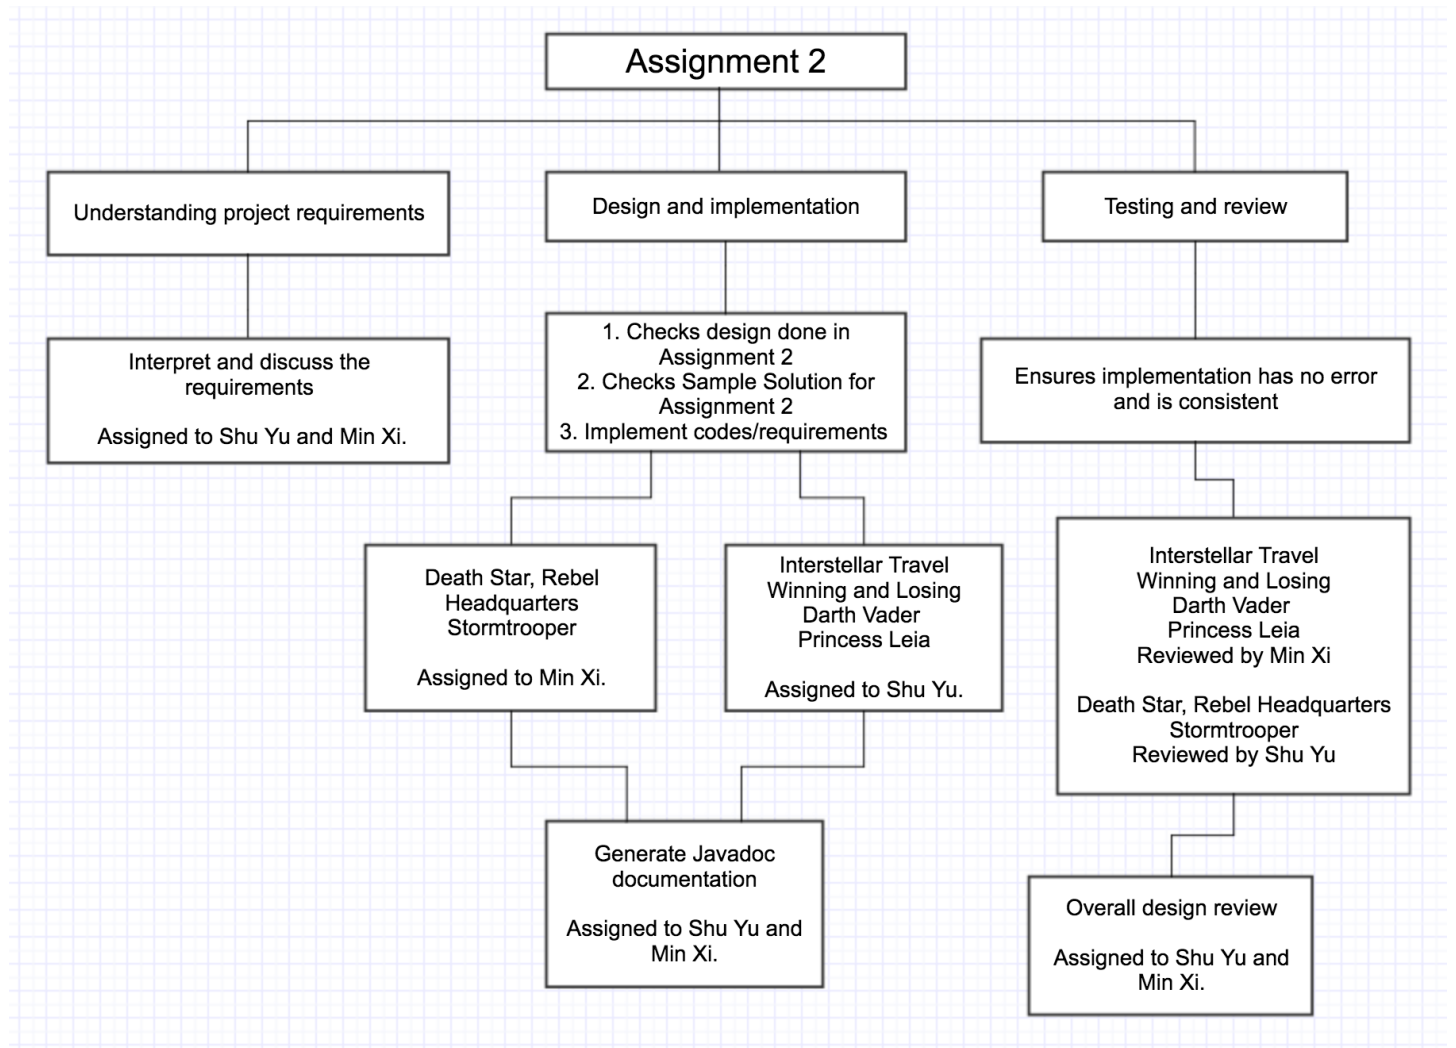 Assignment 2
Understanding project requirements
Design and implementation
Testing and review
Interpret and discuss the
requirements
Assigned to Shu Yu and Min Xi.
1. Checks design done in
Assignment 2
2. Checks Sample Solution for
Assignment 2
3. Implement codes/requirements
Ensures implementation has no error
and is consistent
Death Star, Rebel
Headquarters
Stormtrooper
Assigned to Min Xi.
Interstellar Travel
Winning and Losing
Darth Vader
Princess Leia
Assigned to Shu Yu.
Interstellar Travel
Winning and Losing
Darth Vader
Princess Leia
Reviewed by Min Xi
Death Star, Rebel Headquarters
Stormtrooper
Reviewed by Shu Yu
Generate Javadoc
documentation
Assigned to Shu Yu and
Min Xi.
Overall design review
Assigned to Shu Yu and
Min Xi.